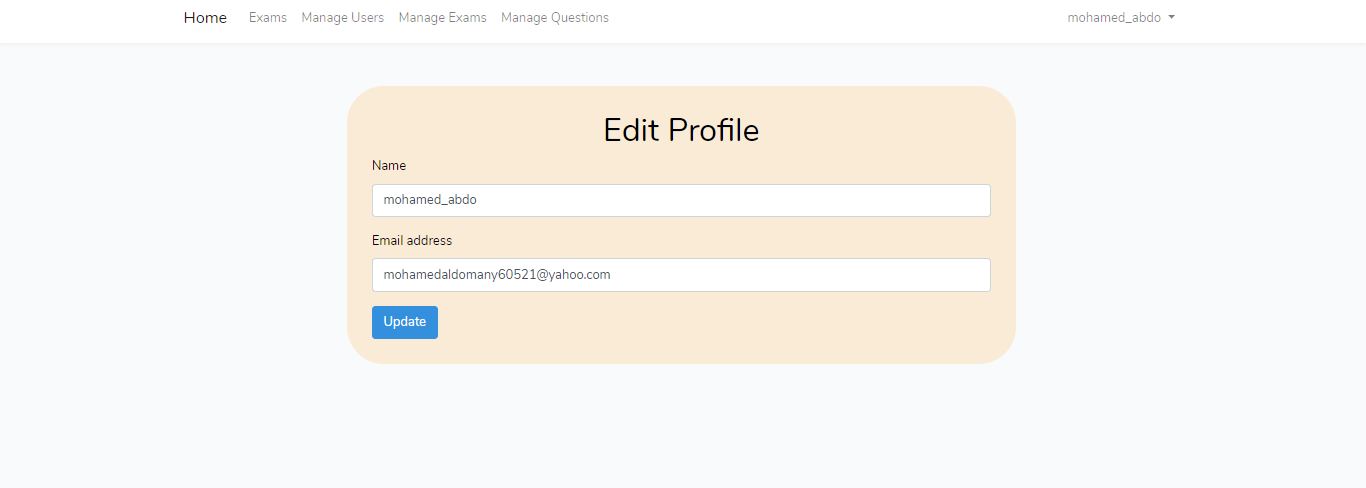 Home Exams Manage Users Manage Exams Manage Questions mohamed_abdo
Edit Profile
Name
mohamed_abdo
Email address
mohamedaldomany60521@yahoo.com
Update